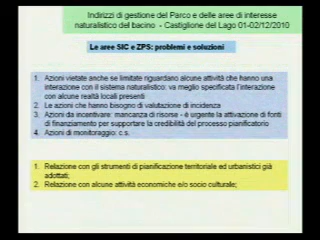 Indirizzi di gestione del Parco e delle aree di interesse
naturalistico del bacino - Castiglione del Lago 01-02/12/2010
Le aree SIC e ZPS: problemi e soluzioni
1. Azioni vietate anche se limitate riguardano alcune attività che hanno una
interazione con il sistema naturalistico: va meglio specificata l'interazione
con alcune realtà locali presenti
2. Le azioni che hanno bisogno di valutazione di incidenza
3. Azioni da incentivare: mancanza di risorse - è urgente la attivazione di fonti
di finanziamento per supportare la credibilità del processo pianificatorio
4. Azioni di monitoraggio: c.s.
1. Relazione con gli strumenti di pianificazione territoriale ed urbanistici già
adottati;
2. Relazione con alcune attività economiche e/o socio culturale;